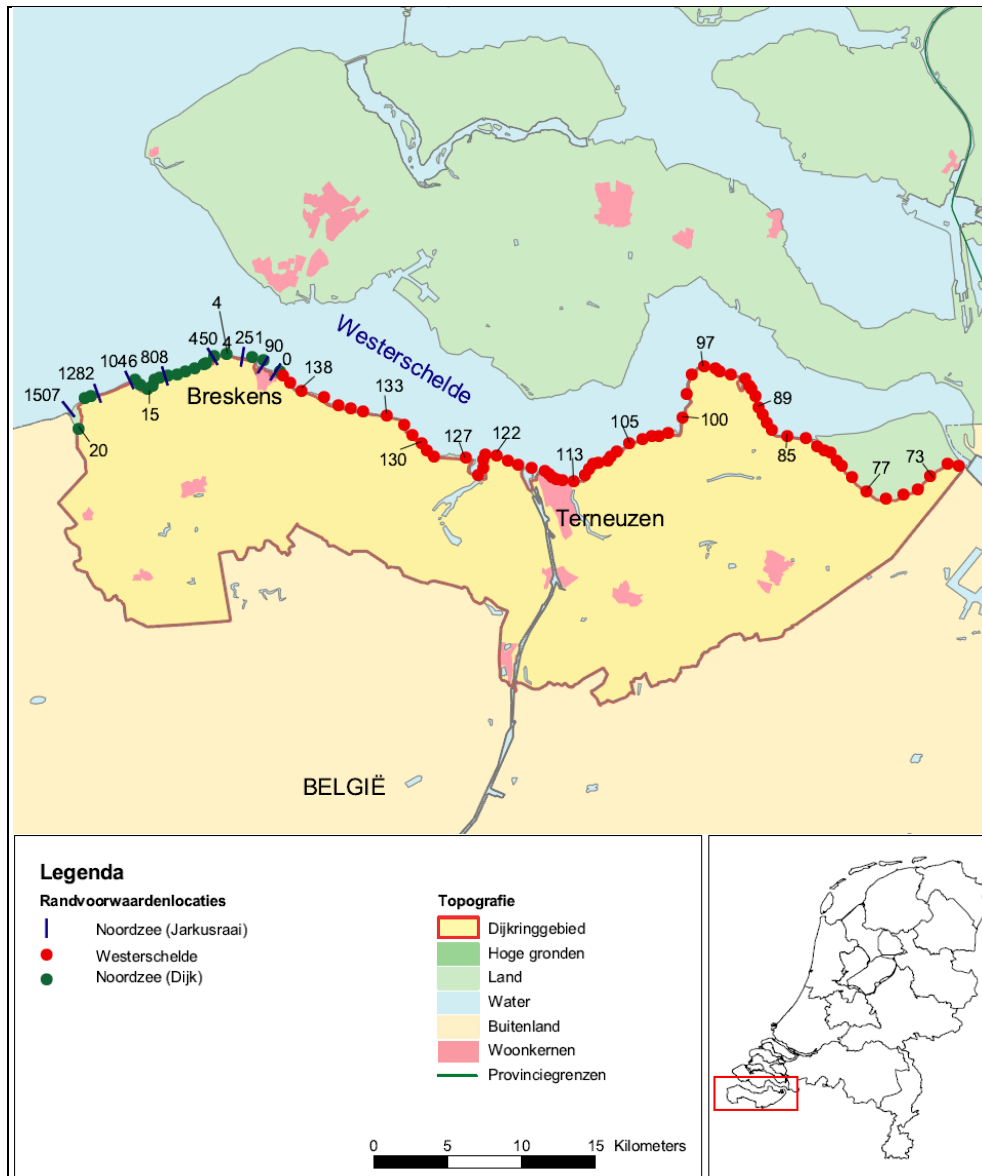 4
450
4
251
90
0
808
1046
1282
1507
15
20
Breskens
Westerschelde
138
133
130
127
122
113
105
100
97
89
85
77
73
Terneuzen
BELGIË
Legenda
Randvoorwaardenlocaties
Noordzee (Jarkusraai)
Westerschelde
Noordzee (Dijk)
Topografie
Dijkringgebied
Hoge gronden
Land
Water
Buitenland
Woonkernen
Provinciegrenzen
0 5 10 15 Kilometers